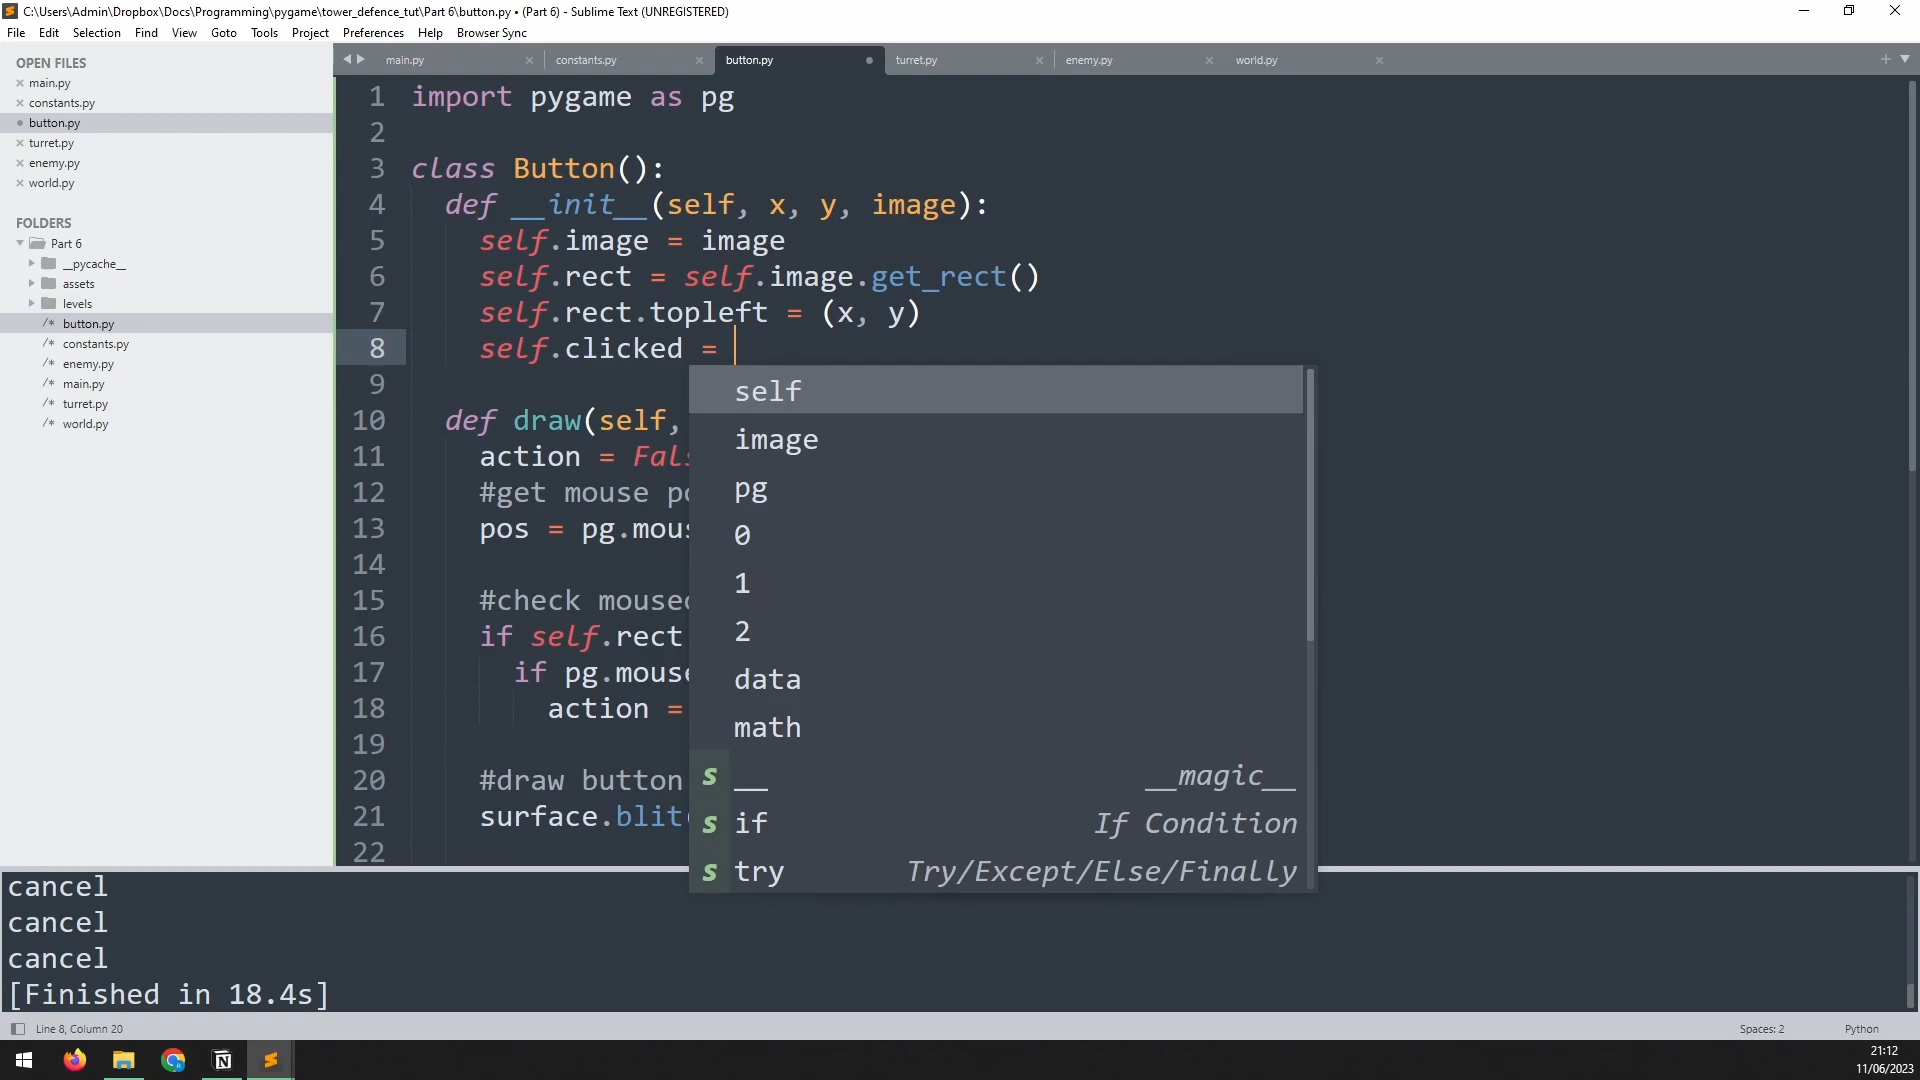 C:\Users\Admin\Dropbox\Docs\Programming\pygame\tower_defence_tut\Part 6\button.py • (Part 6) - Sublime Text (UNREGISTERED)
File Edit Selection Find View Goto Tools Project Preferences Help Browser Sync
OPEN FILES
main.py
constants.py
button.py
turret.py
enemy.py
world.py
FOLDERS
Part 6
__pycache__
assets
levels
/* button.py
/* constants.py
/* enemy.py
/* main.py
/* turret.py
/* world.py
main.py constants.py button.py turret.py enemy.py world.py
1 import pygame as pg
2
3 class Button():
4 def __init__(self, x, y, image):
5 self.image = image
6 self.rect = self.image.get_rect()
7 self.rect.topleft = (x, y)
8 self.clicked =
9
10 def draw(self,
11 action = Fals
12 #get mouse po
13 pos = pg.mous
14
15 #check mouseo
16 if self.rect
17 if pg.mouse
18 action =
19
20 #draw button
21 surface.blit(
22
self
image
pg
0
1
2
data
math
s __ __magic__
s if If Condition
s try Try/Except/Else/Finally
cancel
cancel
cancel
[Finished in 18.4s]
Line 8, Column 20
Spaces: 2
Python
21:12
11/06/2023